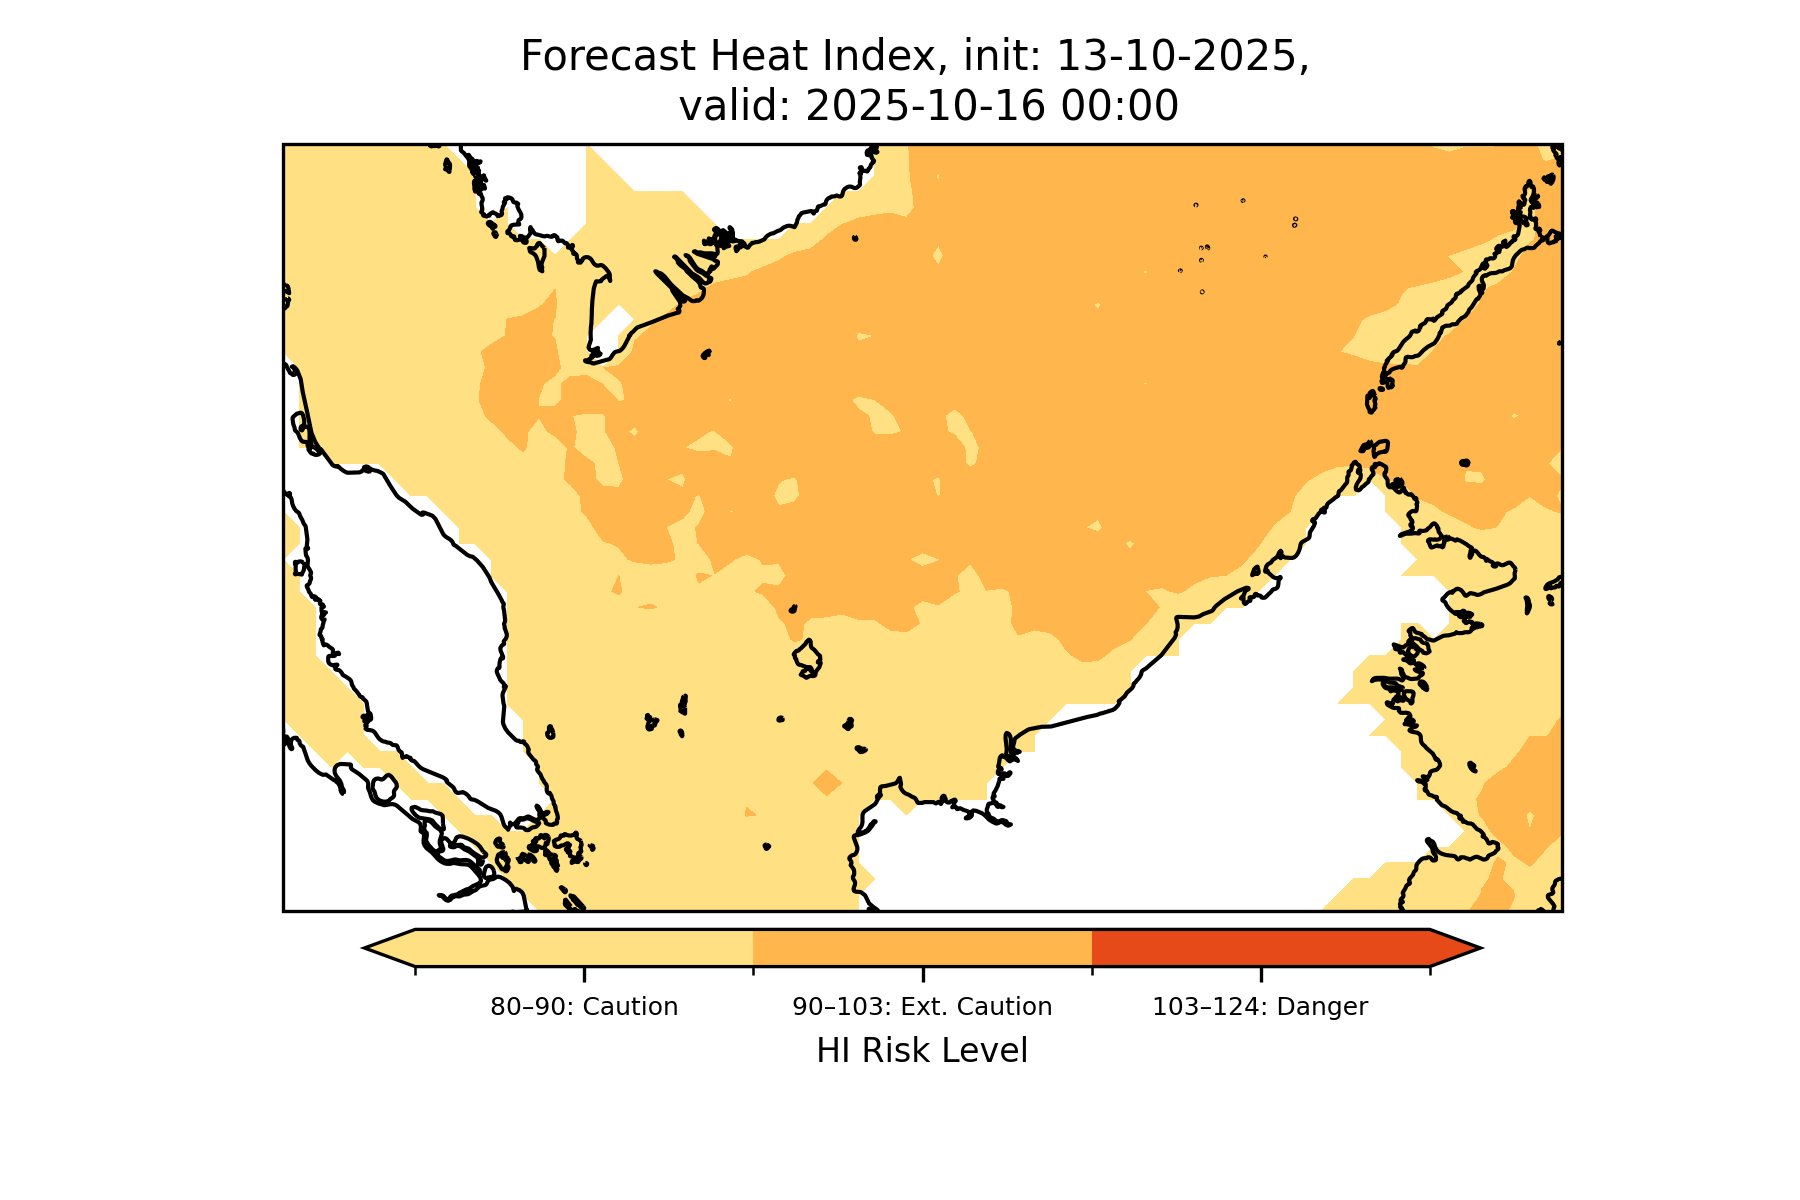 Forecast Heat Index, init: 13-10-2025,
valid: 2025-10-16 00:00
80–90: Caution
90–103: Ext. Caution
103–124: Danger
HI Risk Level